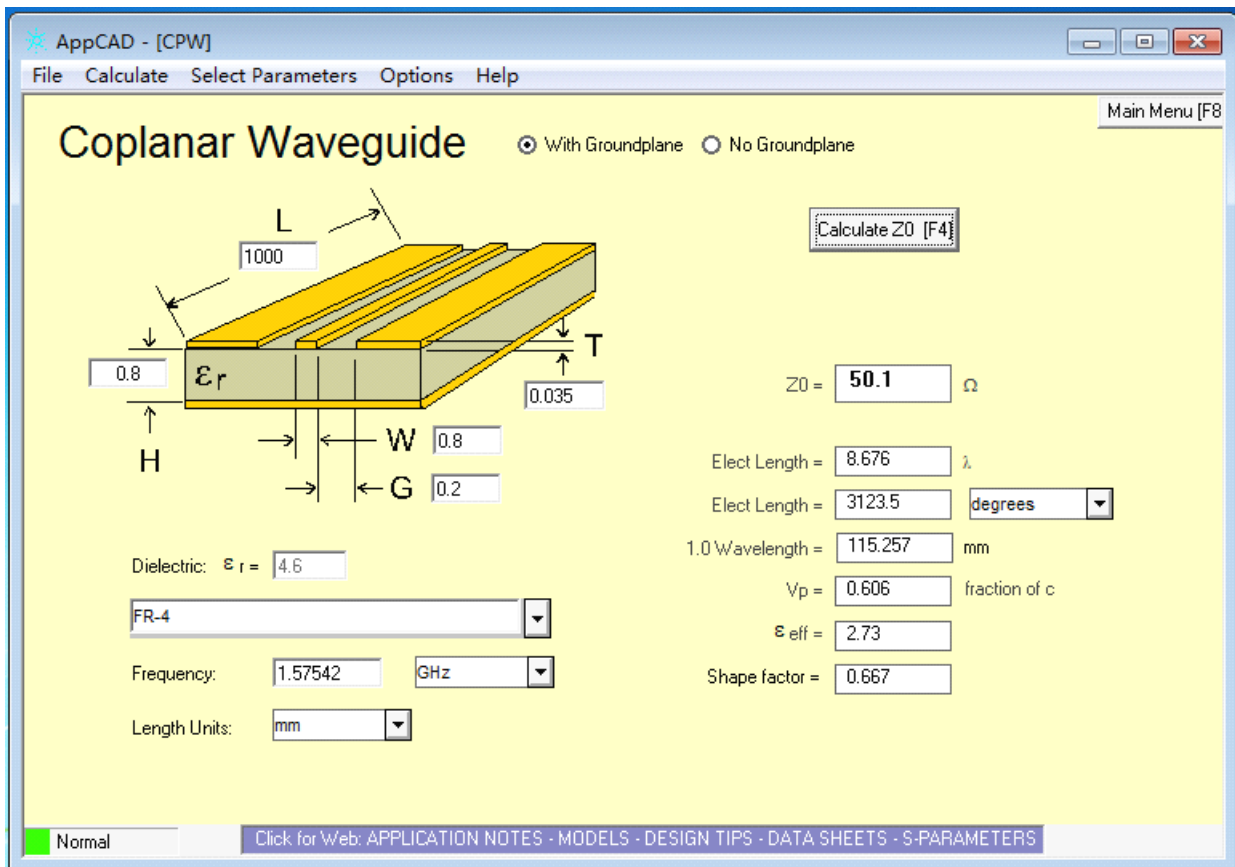 AppCAD - [CPW]
File Calculate Select Parameters Options Help
Main Menu [F8
Coplanar Waveguide With Groundplane No Groundplane
L
1000
Calculate Z0 [F4]
T
0.8
εr
0.035
H
W 0.8
G 0.2
Z0 = 50.1 Ω
Elect Length = 8.676 λ
Elect Length = 3123.5 degrees
1.0 Wavelength = 115.257 mm
Vp = 0.606 fraction of c
ε eff = 2.73
Shape factor = 0.667
Dielectric: ε r = 4.6
FR-4
Frequency: 1.57542 GHz
Length Units: mm
Normal
Click for Web: APPLICATION NOTES - MODELS - DESIGN TIPS - DATA SHEETS - S-PARAMETERS